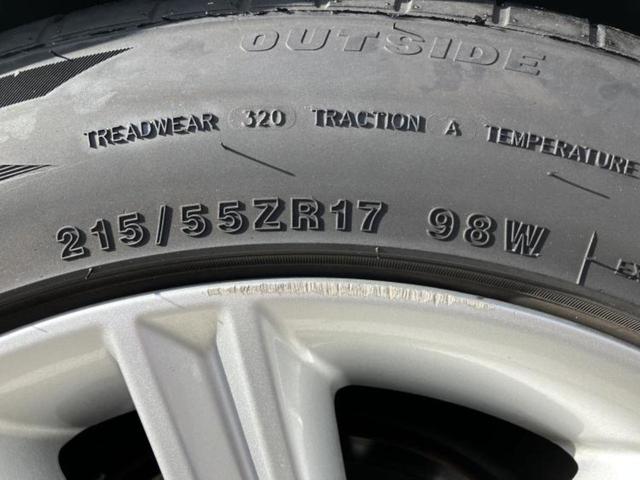 OUTSIDE
TREADWEAR 320 TRACTION A TEMPERATURE
215/55ZR17 98W